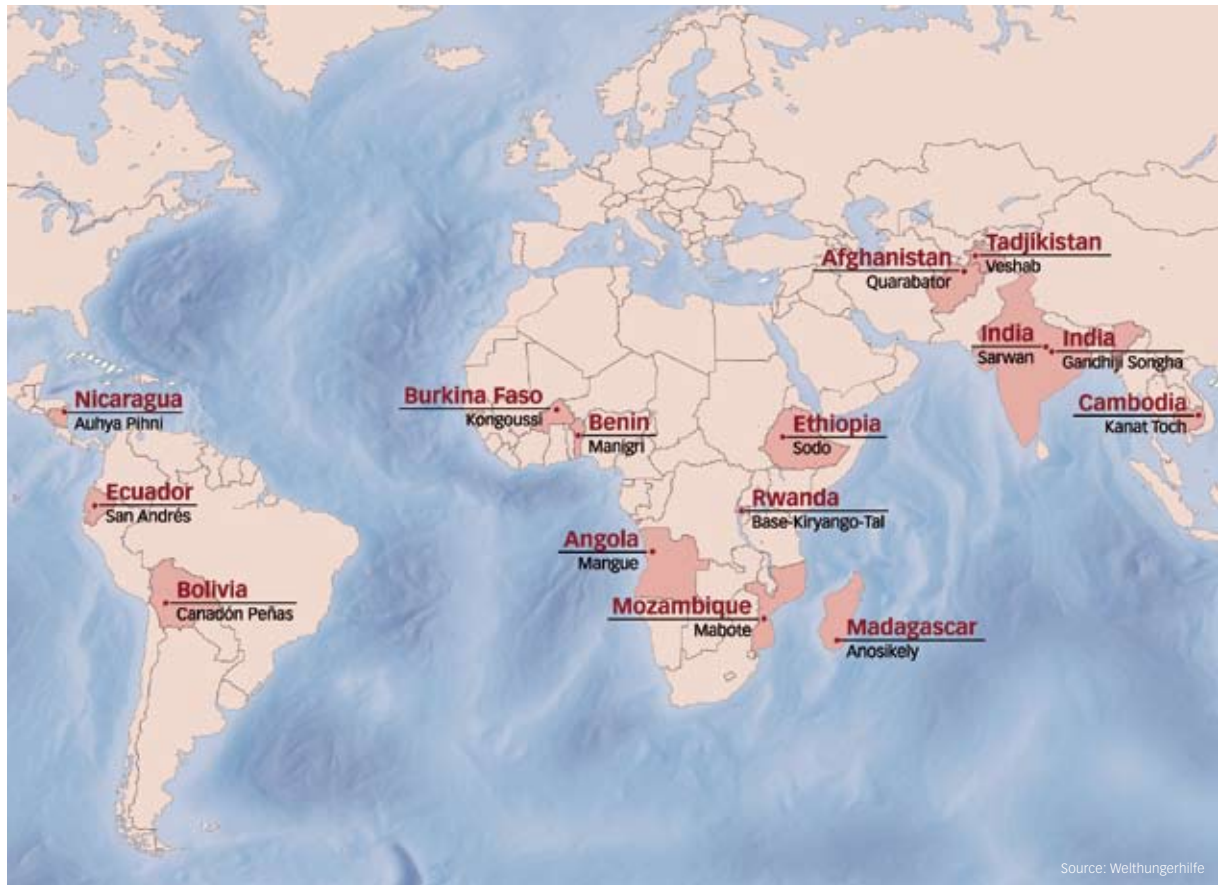 Tadjikistan
Veshab
Afghanistan
Quarabator
India
Sarwan
India
Gandhiji Songha
Nicaragua
Auhya Pihni
Burkina Faso
Kongoussi
Benin
Manigri
Ethiopia
Sodo
Cambodia
Kanat Toch
Ecuador
San Andrés
Rwanda
Base-Kiryango-Tal
Angola
Mangue
Bolivia
Canadón Peñas
Mozambique
Mabote
Madagascar
Anosikely
Source: Welthungerhilfe